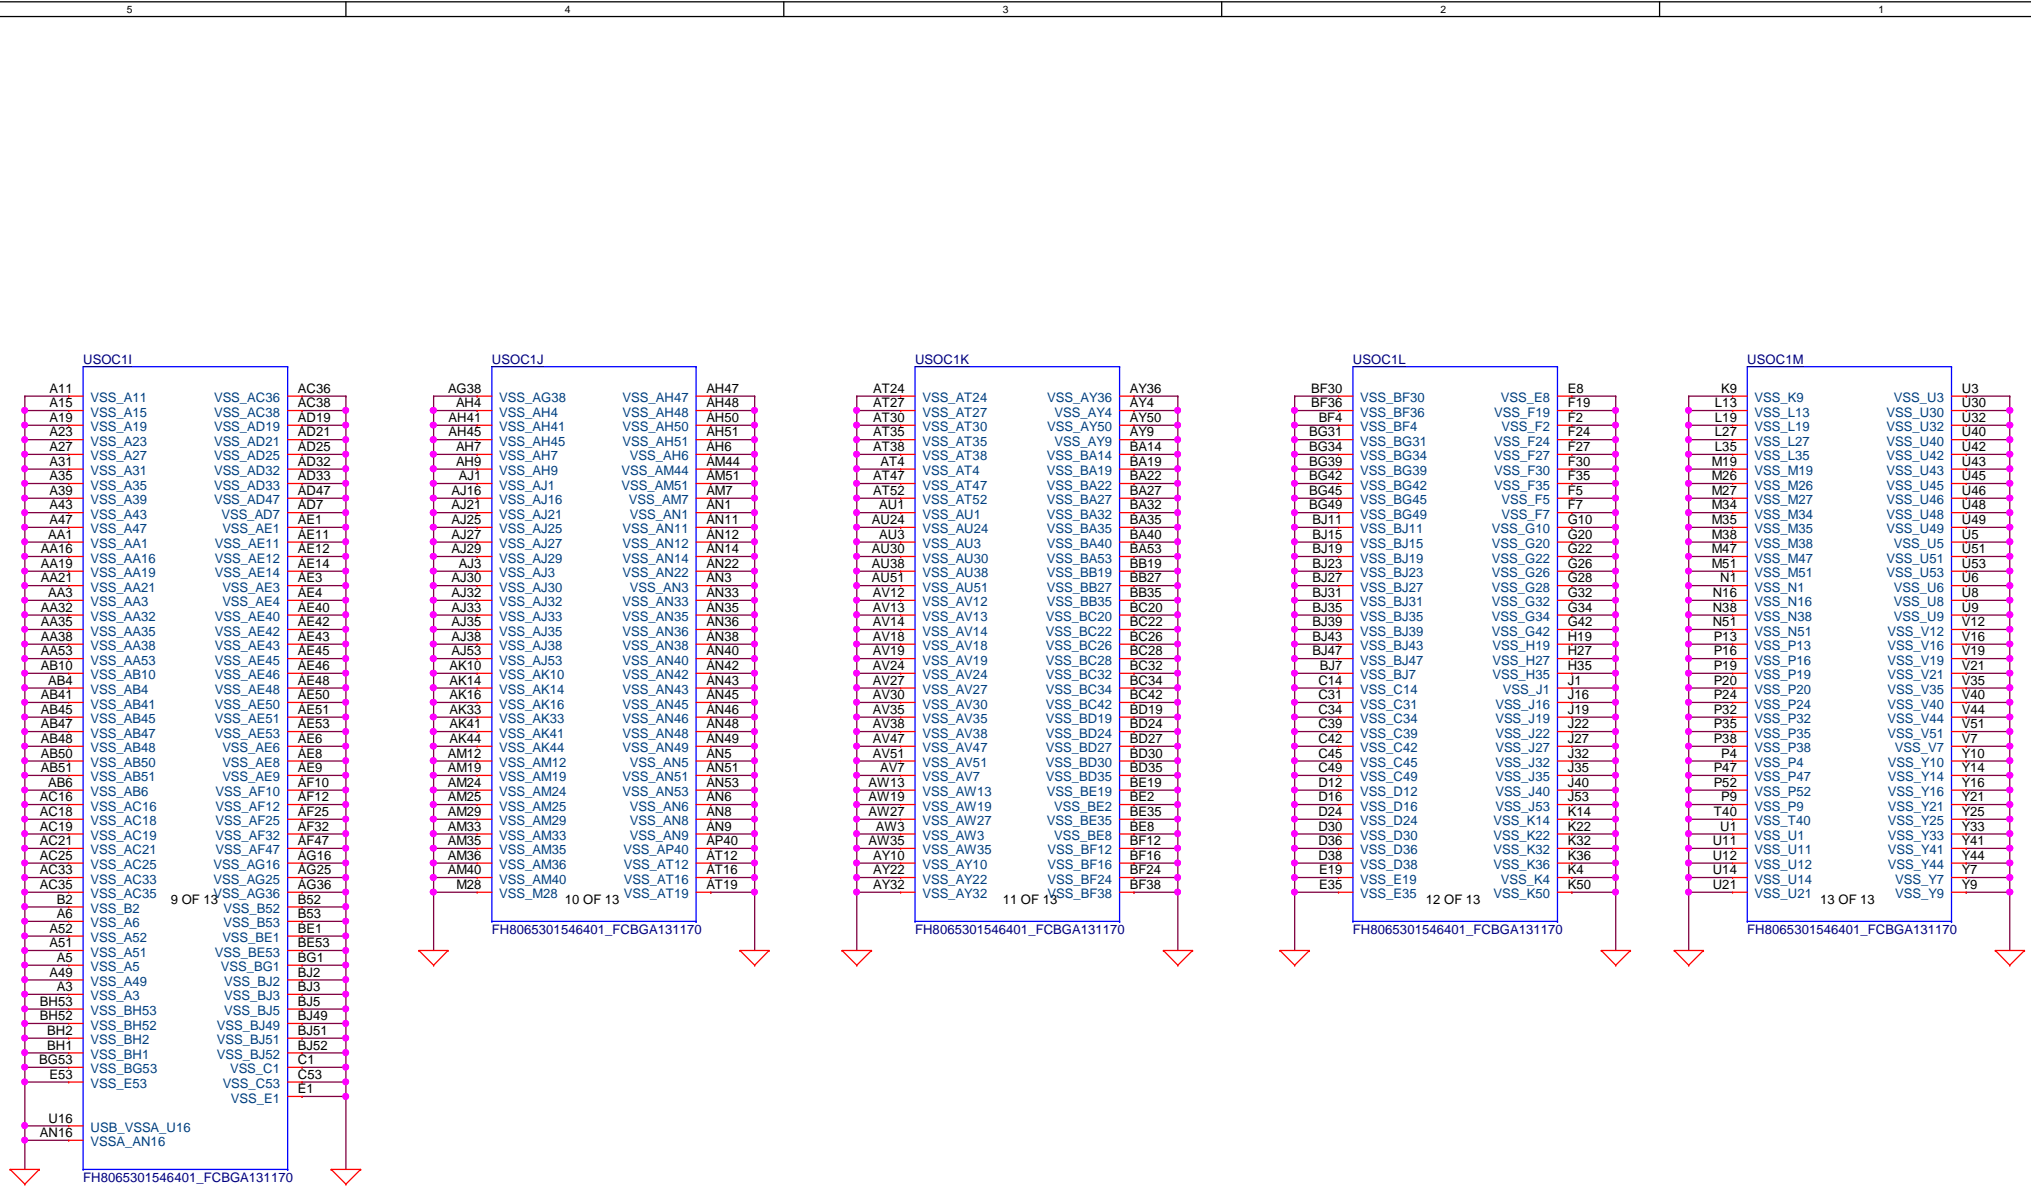 5 4 3 2 1
USOC1I
A11 VSS_A11 VSS_AC36 AC36
A15 VSS_A15 VSS_AC38 AC38
A19 VSS_A19 VSS_AD19 AD19
A23 VSS_A23 VSS_AD21 AD21
A27 VSS_A27 VSS_AD25 AD25
A31 VSS_A31 VSS_AD32 AD32
A35 VSS_A35 VSS_AD33 AD33
A39 VSS_A39 VSS_AD47 AD47
A43 VSS_A43 VSS_AD7 AD7
A47 VSS_A47 VSS_AE1 AE1
AA1 VSS_AA1 VSS_AE11 AE11
AA16 VSS_AA16 VSS_AE12 AE12
AA19 VSS_AA19 VSS_AE14 AE14
AA21 VSS_AA21 VSS_AE3 AE3
AA3 VSS_AA3 VSS_AE4 AE4
AA32 VSS_AA32 VSS_AE40 AE40
AA35 VSS_AA35 VSS_AE42 AE42
AA38 VSS_AA38 VSS_AE43 AE43
AA53 VSS_AA53 VSS_AE45 AE45
AB10 VSS_AB10 VSS_AE46 AE46
AB4 VSS_AB4 VSS_AE48 AE48
AB41 VSS_AB41 VSS_AE50 AE50
AB45 VSS_AB45 VSS_AE51 AE51
AB47 VSS_AB47 VSS_AE53 AE53
AB48 VSS_AB48 VSS_AE6 AE6
AB50 VSS_AB50 VSS_AE8 AE8
AB51 VSS_AB51 VSS_AE9 AE9
AB6 VSS_AB6 VSS_AF10 AF10
AC16 VSS_AC16 VSS_AF12 AF12
AC18 VSS_AC18 VSS_AF25 AF25
AC19 VSS_AC19 VSS_AF32 AF32
AC21 VSS_AC21 VSS_AF47 AF47
AC25 VSS_AC25 VSS_AG16 AG16
AC33 VSS_AC33 VSS_AG25 AG25
AC35 VSS_AC35 VSS_AG36 AG36
9 OF 13
B2 VSS_B2 VSS_B52 B52
A6 VSS_A6 VSS_B53 B53
A52 VSS_A52 VSS_BE1 BE1
A51 VSS_A51 VSS_BE53 BE53
A5 VSS_A5 VSS_BG1 BG1
A49 VSS_A49 VSS_BJ2 BJ2
A3 VSS_A3 VSS_BJ3 BJ3
BH53 VSS_BH53 VSS_BJ5 BJ5
BH52 VSS_BH52 VSS_BJ49 BJ49
BH2 VSS_BH2 VSS_BJ51 BJ51
BH1 VSS_BH1 VSS_BJ52 BJ52
BG53 VSS_BG53 VSS_C1 C1
E53 VSS_E53 VSS_C53 C53
VSS_E1 E1
U16 USB_VSSA_U16
AN16 VSSA_AN16
FH8065301546401_FCBGA131170
USOC1J
AG38 VSS_AG38 VSS_AH47 AH47
AH4 VSS_AH4 VSS_AH48 AH48
AH41 VSS_AH41 VSS_AH50 AH50
AH45 VSS_AH45 VSS_AH51 AH51
AH7 VSS_AH7 VSS_AH6 AH6
AH9 VSS_AH9 VSS_AM44 AM44
AJ1 VSS_AJ1 VSS_AM51 AM51
AJ16 VSS_AJ16 VSS_AM7 AM7
AJ21 VSS_AJ21 VSS_AN1 AN1
AJ25 VSS_AJ25 VSS_AN11 AN11
AJ27 VSS_AJ27 VSS_AN12 AN12
AJ29 VSS_AJ29 VSS_AN14 AN14
AJ3 VSS_AJ3 VSS_AN22 AN22
AJ30 VSS_AJ30 VSS_AN3 AN3
AJ32 VSS_AJ32 VSS_AN33 AN33
AJ33 VSS_AJ33 VSS_AN35 AN35
AJ35 VSS_AJ35 VSS_AN36 AN36
AJ38 VSS_AJ38 VSS_AN38 AN38
AJ53 VSS_AJ53 VSS_AN40 AN40
AK10 VSS_AK10 VSS_AN42 AN42
AK14 VSS_AK14 VSS_AN43 AN43
AK16 VSS_AK16 VSS_AN45 AN45
AK33 VSS_AK33 VSS_AN46 AN46
AK41 VSS_AK41 VSS_AN48 AN48
AK44 VSS_AK44 VSS_AN49 AN49
AM12 VSS_AM12 VSS_AN5 AN5
AM19 VSS_AM19 VSS_AN51 AN51
AM24 VSS_AM24 VSS_AN53 AN53
AM25 VSS_AM25 VSS_AN6 AN6
AM29 VSS_AM29 VSS_AN8 AN8
AM33 VSS_AM33 VSS_AN9 AN9
AM35 VSS_AM35 VSS_AP40 AP40
AM36 VSS_AM36 VSS_AT12 AT12
AM40 VSS_AM40 VSS_AT16 AT16
M28 VSS_M28 VSS_AT19 AT19
10 OF 13
FH8065301546401_FCBGA131170
USOC1K
AT24 VSS_AT24 VSS_AY36 AY36
AT27 VSS_AT27 VSS_AY4 AY4
AT30 VSS_AT30 VSS_AY50 AY50
AT35 VSS_AT35 VSS_AY9 AY9
AT38 VSS_AT38 VSS_BA14 BA14
AT4 VSS_AT4 VSS_BA19 BA19
AT47 VSS_AT47 VSS_BA22 BA22
AT52 VSS_AT52 VSS_BA27 BA27
AU1 VSS_AU1 VSS_BA32 BA32
AU24 VSS_AU24 VSS_BA35 BA35
AU3 VSS_AU3 VSS_BA40 BA40
AU30 VSS_AU30 VSS_BA53 BA53
AU38 VSS_AU38 VSS_BB19 BB19
AU51 VSS_AU51 VSS_BB27 BB27
AV12 VSS_AV12 VSS_BB35 BB35
AV13 VSS_AV13 VSS_BC20 BC20
AV14 VSS_AV14 VSS_BC22 BC22
AV18 VSS_AV18 VSS_BC26 BC26
AV19 VSS_AV19 VSS_BC28 BC28
AV24 VSS_AV24 VSS_BC32 BC32
AV27 VSS_AV27 VSS_BC34 BC34
AV30 VSS_AV30 VSS_BC42 BC42
AV35 VSS_AV35 VSS_BD19 BD19
AV38 VSS_AV38 VSS_BD24 BD24
AV47 VSS_AV47 VSS_BD27 BD27
AV51 VSS_AV51 VSS_BD30 BD30
AV7 VSS_AV7 VSS_BD35 BD35
AW13 VSS_AW13 VSS_BE19 BE19
AW19 VSS_AW19 VSS_BE2 BE2
AW27 VSS_AW27 VSS_BE35 BE35
AW3 VSS_AW3 VSS_BE8 BE8
AW35 VSS_AW35 VSS_BF12 BF12
AY10 VSS_AY10 VSS_BF16 BF16
AY22 VSS_AY22 VSS_BF24 BF24
AY32 VSS_AY32 VSS_BF38 BF38
11 OF 13
FH8065301546401_FCBGA131170
USOC1L
BF30 VSS_BF30 VSS_E8 E8
BF36 VSS_BF36 VSS_F19 F19
BF4 VSS_BF4 VSS_F2 F2
BG31 VSS_BG31 VSS_F24 F24
BG34 VSS_BG34 VSS_F27 F27
BG39 VSS_BG39 VSS_F30 F30
BG42 VSS_BG42 VSS_F35 F35
BG45 VSS_BG45 VSS_F5 F5
BG49 VSS_BG49 VSS_F7 F7
BJ11 VSS_BJ11 VSS_G10 G10
BJ15 VSS_BJ15 VSS_G20 G20
BJ19 VSS_BJ19 VSS_G22 G22
BJ23 VSS_BJ23 VSS_G26 G26
BJ27 VSS_BJ27 VSS_G28 G28
BJ31 VSS_BJ31 VSS_G32 G32
BJ35 VSS_BJ35 VSS_G34 G34
BJ39 VSS_BJ39 VSS_G42 G42
BJ43 VSS_BJ43 VSS_H19 H19
BJ47 VSS_BJ47 VSS_H27 H27
BJ7 VSS_BJ7 VSS_H35 H35
C14 VSS_C14 VSS_J1 J1
C31 VSS_C31 VSS_J16 J16
C34 VSS_C34 VSS_J19 J19
C39 VSS_C39 VSS_J22 J22
C42 VSS_C42 VSS_J27 J27
C45 VSS_C45 VSS_J32 J32
C49 VSS_C49 VSS_J35 J35
D12 VSS_D12 VSS_J40 J40
D16 VSS_D16 VSS_J53 J53
D24 VSS_D24 VSS_K14 K14
D30 VSS_D30 VSS_K22 K22
D36 VSS_D36 VSS_K32 K32
D38 VSS_D38 VSS_K36 K36
E19 VSS_E19 VSS_K4 K4
E35 VSS_E35 VSS_K50 K50
12 OF 13
FH8065301546401_FCBGA131170
USOC1M
K9 VSS_K9 VSS_U3 U3
L13 VSS_L13 VSS_U30 U30
L19 VSS_L19 VSS_U32 U32
L27 VSS_L27 VSS_U40 U40
L35 VSS_L35 VSS_U42 U42
M19 VSS_M19 VSS_U43 U43
M26 VSS_M26 VSS_U45 U45
M27 VSS_M27 VSS_U46 U46
M34 VSS_M34 VSS_U48 U48
M35 VSS_M35 VSS_U49 U49
M38 VSS_M38 VSS_U5 U5
M47 VSS_M47 VSS_U51 U51
M51 VSS_M51 VSS_U53 U53
N1 VSS_N1 VSS_U6 U6
N16 VSS_N16 VSS_U8 U8
N38 VSS_N38 VSS_U9 U9
N51 VSS_N51 VSS_V12 V12
P13 VSS_P13 VSS_V16 V16
P16 VSS_P16 VSS_V19 V19
P19 VSS_P19 VSS_V21 V21
P20 VSS_P20 VSS_V35 V35
P24 VSS_P24 VSS_V40 V40
P32 VSS_P32 VSS_V44 V44
P35 VSS_P35 VSS_V51 V51
P38 VSS_P38 VSS_V7 V7
P4 VSS_P4 VSS_Y10 Y10
P47 VSS_P47 VSS_Y14 Y14
P52 VSS_P52 VSS_Y16 Y16
P9 VSS_P9 VSS_Y21 Y21
T40 VSS_T40 VSS_Y25 Y25
U1 VSS_U1 VSS_Y33 Y33
U11 VSS_U11 VSS_Y41 Y41
U12 VSS_U12 VSS_Y44 Y44
U14 VSS_U14 VSS_Y7 Y7
U21 VSS_U21 VSS_Y9 Y9
13 OF 13
FH8065301546401_FCBGA131170